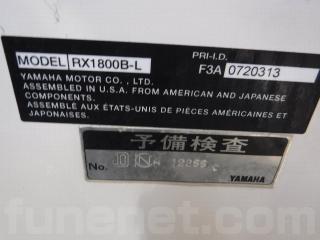 MODEL RX1800B-L
PRI-I.D.
F3A 0720313
YAMAHA MOTOR CO., LTD.
ASSEMBLED IN U.S.A. FROM AMERICAN AND JAPANESE
COMPONENTS.
ASSEMBLÉ AUX ÉTATS-UNIS DE PIÈCES AMÉRICAINES ET
JAPONAISES.
予備検査
No.
YAMAHA
funenet.com